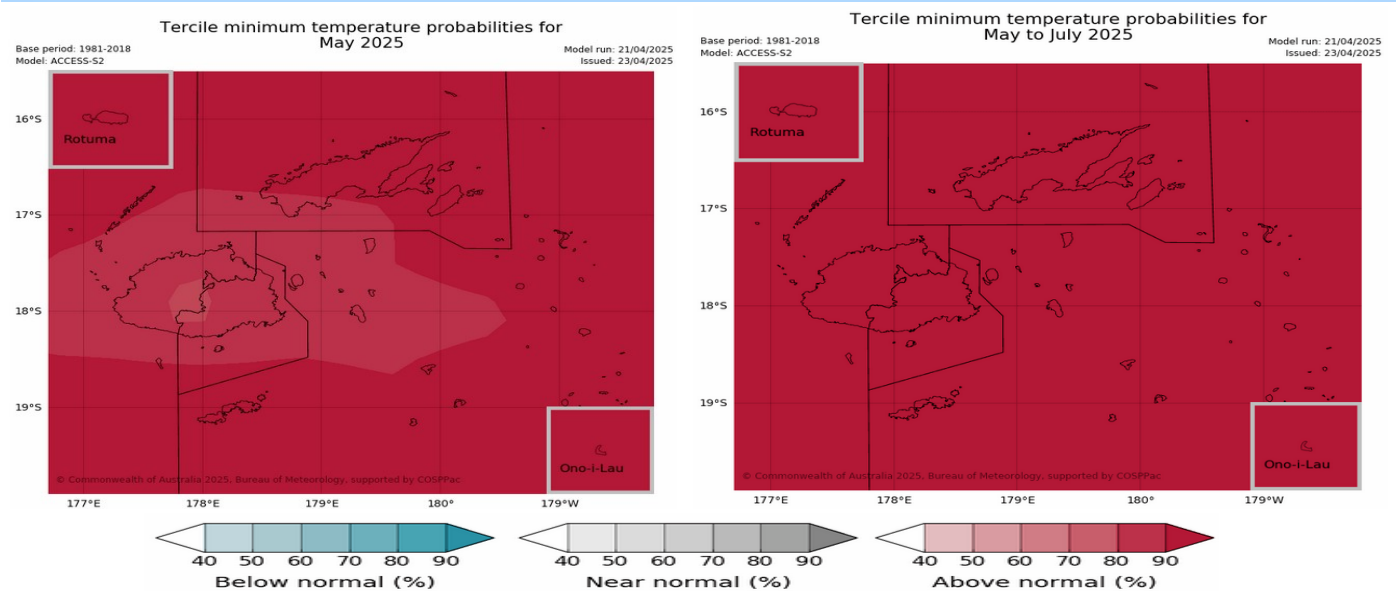 Tercile minimum temperature probabilities for
May 2025
Base period: 1981-2018
Model: ACCESS-S2
Model run: 21/04/2025
Issued: 23/04/2025
16°S
17°S
18°S
19°S
Rotuma
Ono-i-Lau
© Commonwealth of Australia 2025, Bureau of Meteorology, supported by COSPPac
177°E 178°E 179°E 180° 179°W
Tercile minimum temperature probabilities for
May to July 2025
Base period: 1981-2018
Model: ACCESS-S2
Model run: 21/04/2025
Issued: 23/04/2025
16°S
17°S
18°S
19°S
Rotuma
Ono-i-Lau
© Commonwealth of Australia 2025, Bureau of Meteorology, supported by COSPPac
177°E 178°E 179°E 180° 179°W
40 50 60 70 80 90
Below normal (%)
40 50 60 70 80 90
Near normal (%)
40 50 60 70 80 90
Above normal (%)